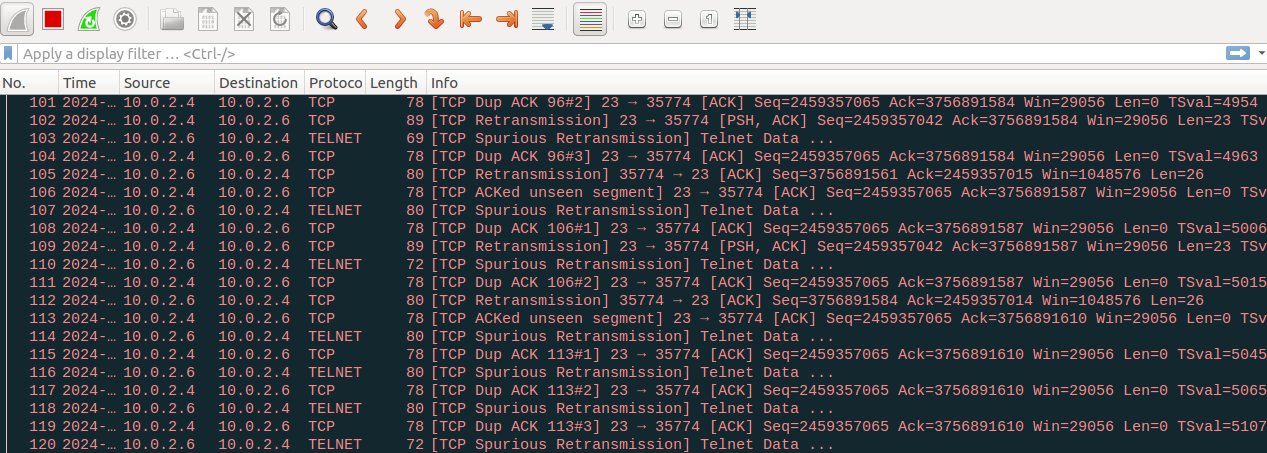 Apply a display filter … <Ctrl-/>
No. Time Source Destination Protoco Length Info
101 2024-… 10.0.2.4 10.0.2.6 TCP 78 [TCP Dup ACK 96#2] 23 → 35774 [ACK] Seq=2459357065 Ack=3756891584 Win=29056 Len=0 TSval=4954
102 2024-… 10.0.2.4 10.0.2.6 TCP 89 [TCP Retransmission] 23 → 35774 [PSH, ACK] Seq=2459357042 Ack=3756891584 Win=29056 Len=23 TSv
103 2024-… 10.0.2.6 10.0.2.4 TELNET 69 [TCP Spurious Retransmission] Telnet Data ...
104 2024-… 10.0.2.4 10.0.2.6 TCP 78 [TCP Dup ACK 96#3] 23 → 35774 [ACK] Seq=2459357065 Ack=3756891584 Win=29056 Len=0 TSval=4963
105 2024-… 10.0.2.6 10.0.2.4 TCP 80 [TCP Retransmission] 35774 → 23 [ACK] Seq=3756891561 Ack=2459357015 Win=1048576 Len=26
106 2024-… 10.0.2.4 10.0.2.6 TCP 78 [TCP ACKed unseen segment] 23 → 35774 [ACK] Seq=2459357065 Ack=3756891587 Win=29056 Len=0 TSv
107 2024-… 10.0.2.6 10.0.2.4 TELNET 80 [TCP Spurious Retransmission] Telnet Data ...
108 2024-… 10.0.2.4 10.0.2.6 TCP 78 [TCP Dup ACK 106#1] 23 → 35774 [ACK] Seq=2459357065 Ack=3756891587 Win=29056 Len=0 TSval=5006
109 2024-… 10.0.2.4 10.0.2.6 TCP 89 [TCP Retransmission] 23 → 35774 [PSH, ACK] Seq=2459357042 Ack=3756891587 Win=29056 Len=23 TSv
110 2024-… 10.0.2.6 10.0.2.4 TELNET 72 [TCP Spurious Retransmission] Telnet Data ...
111 2024-… 10.0.2.4 10.0.2.6 TCP 78 [TCP Dup ACK 106#2] 23 → 35774 [ACK] Seq=2459357065 Ack=3756891587 Win=29056 Len=0 TSval=5015
112 2024-… 10.0.2.6 10.0.2.4 TCP 80 [TCP Retransmission] 35774 → 23 [ACK] Seq=3756891584 Ack=2459357014 Win=1048576 Len=26
113 2024-… 10.0.2.4 10.0.2.6 TCP 78 [TCP ACKed unseen segment] 23 → 35774 [ACK] Seq=2459357065 Ack=3756891610 Win=29056 Len=0 TSv
114 2024-… 10.0.2.6 10.0.2.4 TELNET 80 [TCP Spurious Retransmission] Telnet Data ...
115 2024-… 10.0.2.4 10.0.2.6 TCP 78 [TCP Dup ACK 113#1] 23 → 35774 [ACK] Seq=2459357065 Ack=3756891610 Win=29056 Len=0 TSval=5045
116 2024-… 10.0.2.6 10.0.2.4 TELNET 80 [TCP Spurious Retransmission] Telnet Data ...
117 2024-… 10.0.2.4 10.0.2.6 TCP 78 [TCP Dup ACK 113#2] 23 → 35774 [ACK] Seq=2459357065 Ack=3756891610 Win=29056 Len=0 TSval=5065
118 2024-… 10.0.2.6 10.0.2.4 TELNET 80 [TCP Spurious Retransmission] Telnet Data ...
119 2024-… 10.0.2.4 10.0.2.6 TCP 78 [TCP Dup ACK 113#3] 23 → 35774 [ACK] Seq=2459357065 Ack=3756891610 Win=29056 Len=0 TSval=5107
120 2024-… 10.0.2.6 10.0.2.4 TELNET 72 [TCP Spurious Retransmission] Telnet Data ...